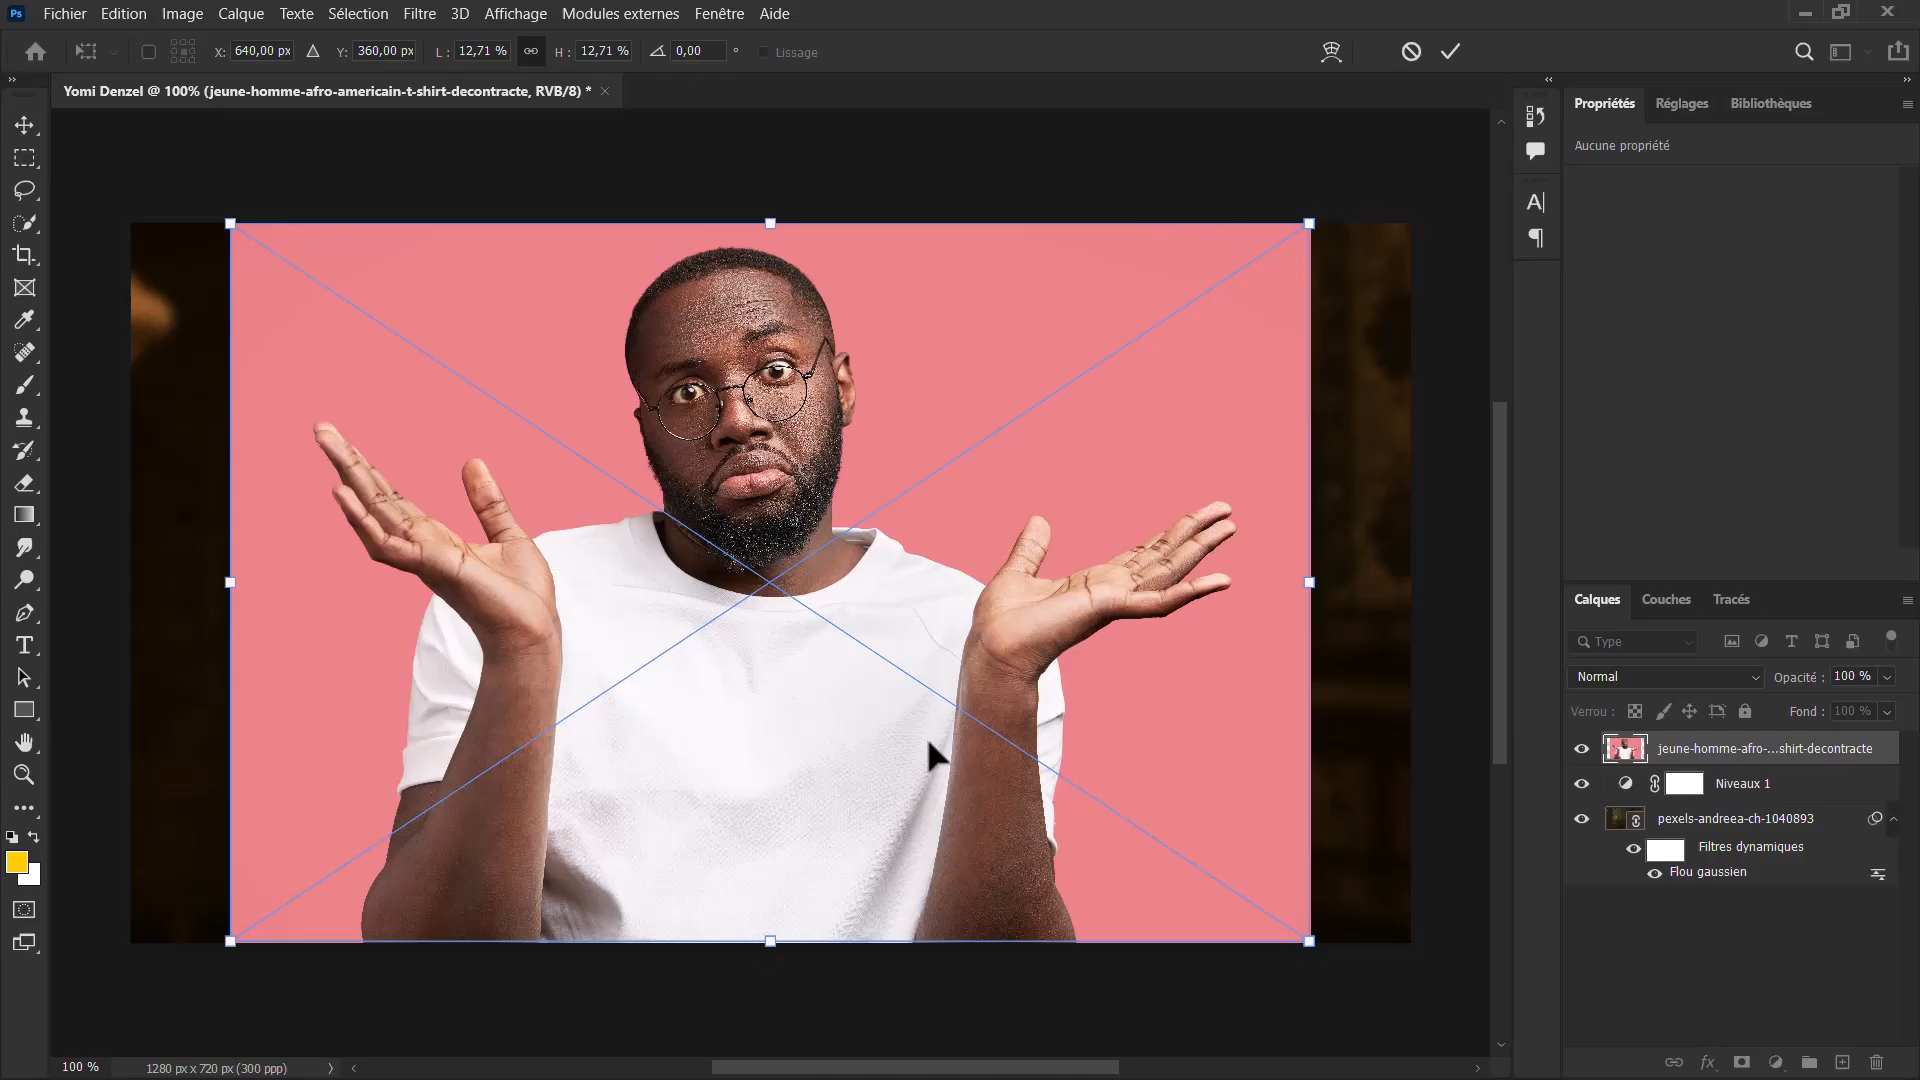 Ps Fichier Edition Image Calque Texte Sélection Filtre 3D Affichage Modules externes Fenêtre Aide
X: 640,00 px Y: 360,00 px L : 12,71 % H : 12,71 % 0,00 ° Lissage
Yomi Denzel @ 100% (jeune-homme-afro-americain-t-shirt-decontracte, RVB/8) *
Propriétés Réglages Bibliothèques
Aucune propriété
Calques Couches Tracés
Type
Normal Opacité : 100 %
Verrou : Fond : 100 %
jeune-homme-afro-...shirt-decontracte
Niveaux 1
pexels-andreea-ch-1040893
Filtres dynamiques
Flou gaussien
100 % 1280 px x 720 px (300 ppp)